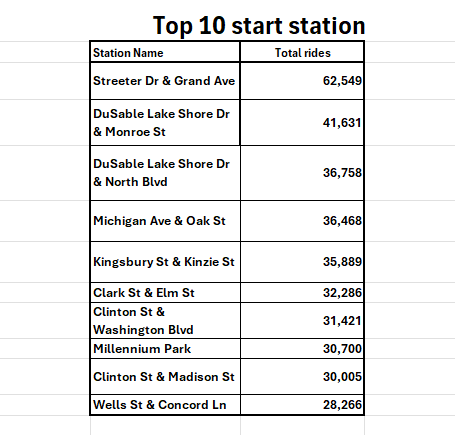 Top 10 start station
Station Name Total rides
Streeter Dr & Grand Ave 62,549
DuSable Lake Shore Dr
& Monroe St 41,631
DuSable Lake Shore Dr
& North Blvd 36,758
Michigan Ave & Oak St 36,468
Kingsbury St & Kinzie St 35,889
Clark St & Elm St 32,286
Clinton St &
Washington Blvd 31,421
Millennium Park 30,700
Clinton St & Madison St 30,005
Wells St & Concord Ln 28,266